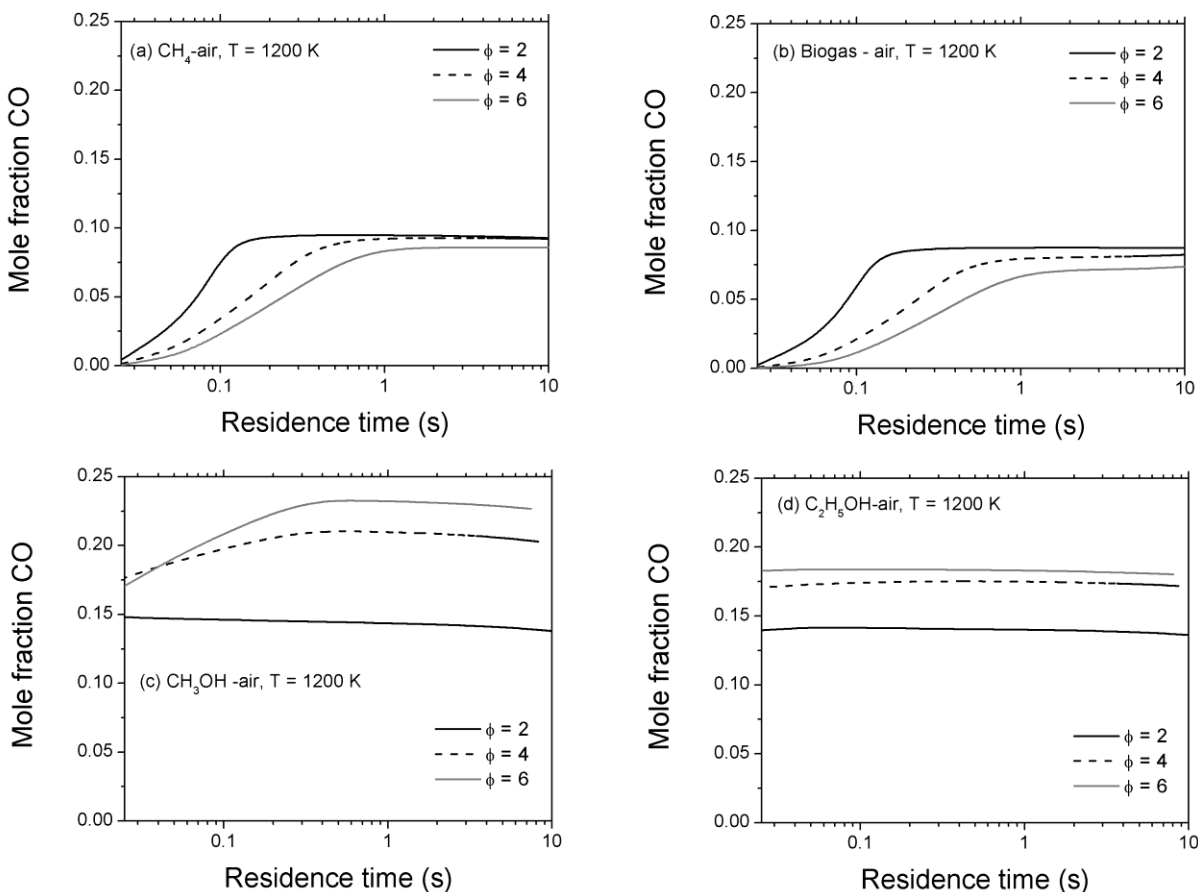 (a) CH₄-air, T = 1200 K
ϕ = 2
ϕ = 4
ϕ = 6
0.25
0.20
0.15
0.10
0.05
0.00
Mole fraction CO
0.1
1
10
Residence time (s)
(b) Biogas - air, T = 1200 K
ϕ = 2
ϕ = 4
ϕ = 6
0.25
0.20
0.15
0.10
0.05
0.00
Mole fraction CO
0.1
1
10
Residence time (s)
0.25
0.20
0.15
0.10
0.05
0.00
Mole fraction CO
(c) CH₃OH -air, T = 1200 K
ϕ = 2
ϕ = 4
ϕ = 6
0.1
1
10
Residence time (s)
(d) C₂H₅OH-air, T = 1200 K
0.25
0.20
0.15
0.10
0.05
0.00
Mole fraction CO
ϕ = 2
ϕ = 4
ϕ = 6
0.1
1
10
Residence time (s)